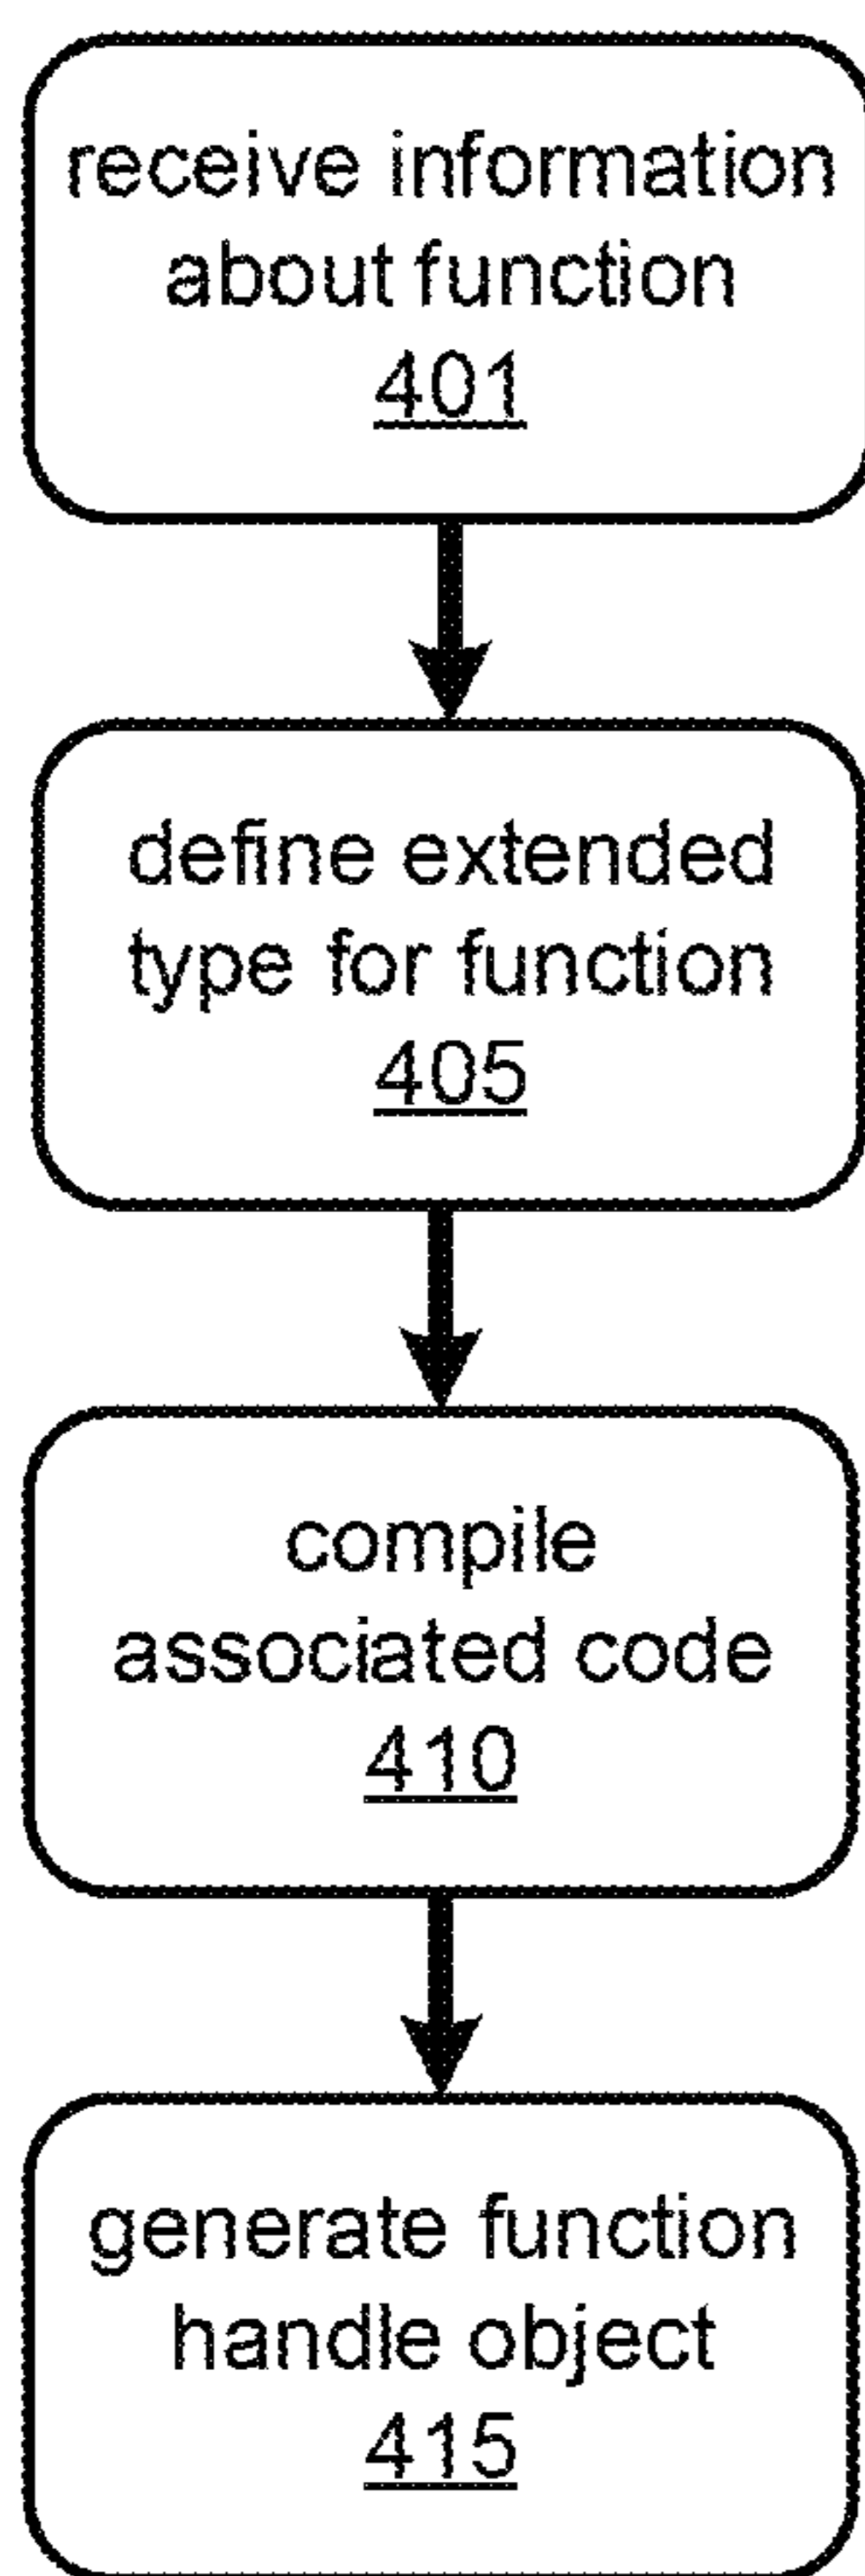 receive information
about function
401
define extended
type for function
405
compile
associated code
410
generate function
handle object
415